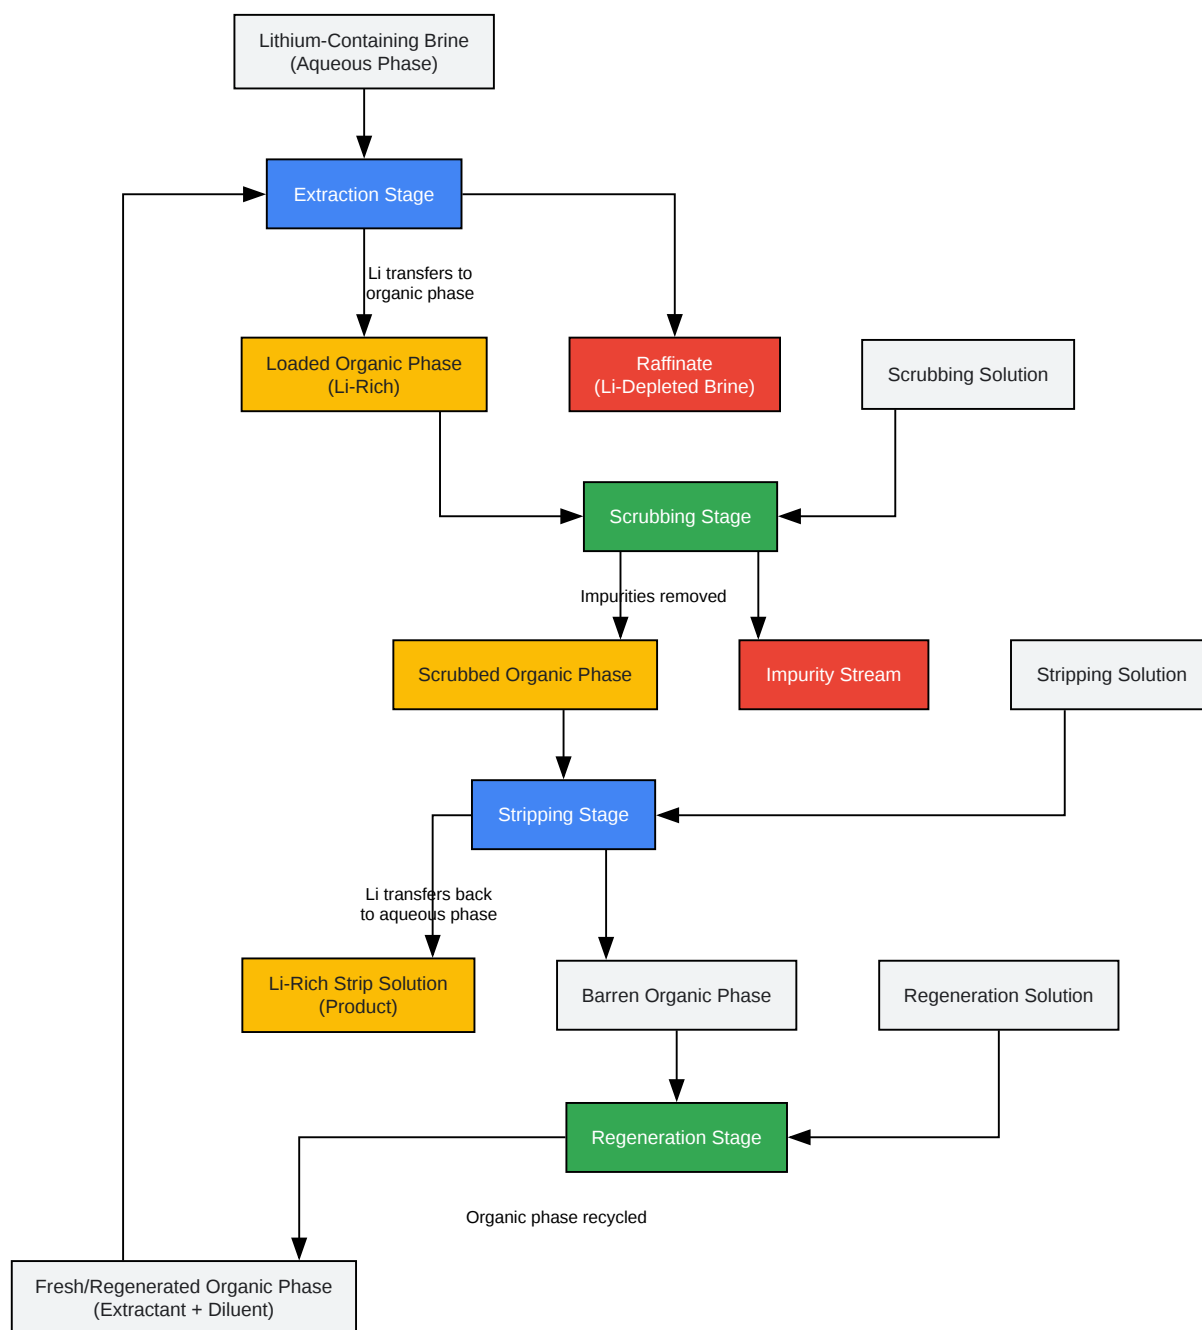 Lithium-Containing Brine
(Aqueous Phase)
Extraction Stage
Li transfers to
organic phase
Loaded Organic Phase
(Li-Rich)
Raffinate
(Li-Depleted Brine)
Scrubbing Solution
Scrubbing Stage
Impurities removed
Scrubbed Organic Phase
Impurity Stream
Stripping Solution
Stripping Stage
Li transfers back
to aqueous phase
Li-Rich Strip Solution
(Product)
Barren Organic Phase
Regeneration Solution
Regeneration Stage
Organic phase recycled
Fresh/Regenerated Organic Phase
(Extractant + Diluent)